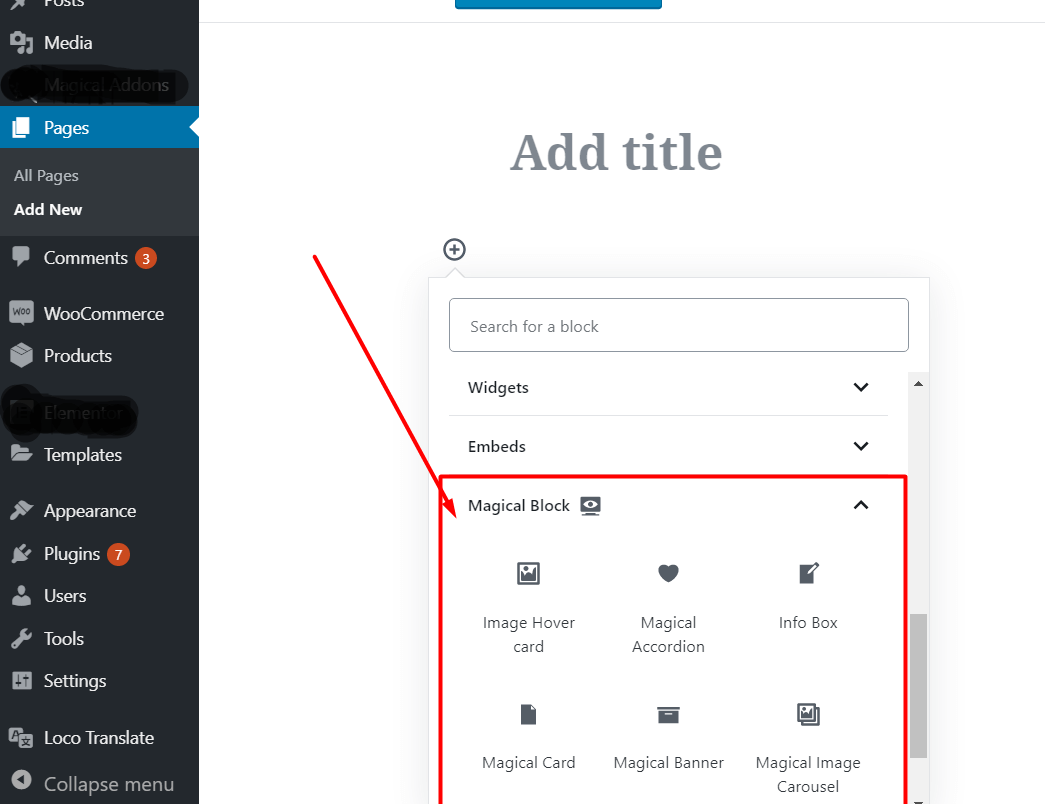 Posts
Media
Magical Addons
Pages
All Pages
Add New
Comments 3
WOO WooCommerce
Products
Elementor
Templates
Appearance
Plugins 7
Users
Tools
Settings
Loco Translate
Collapse menu
Add title
Search for a block
Widgets
Embeds
Magical Block
Image Hover
card
Magical
Accordion
Info Box
Magical Card
Magical Banner
Magical Image
Carousel